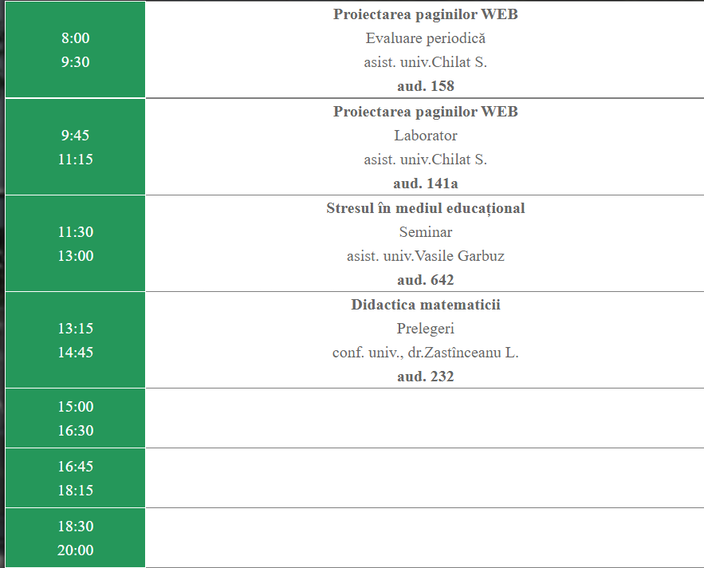 8:00
9:30
Proiectarea paginilor WEB
Evaluare periodică
asist. univ.Chilat S.
aud. 158
9:45
11:15
Proiectarea paginilor WEB
Laborator
asist. univ.Chilat S.
aud. 141a
11:30
13:00
Stresul în mediul educațional
Seminar
asist. univ.Vasile Garbuz
aud. 642
13:15
14:45
Didactica matematicii
Prelegeri
conf. univ., dr.Zastînceanu L.
aud. 232
15:00
16:30
16:45
18:15
18:30
20:00